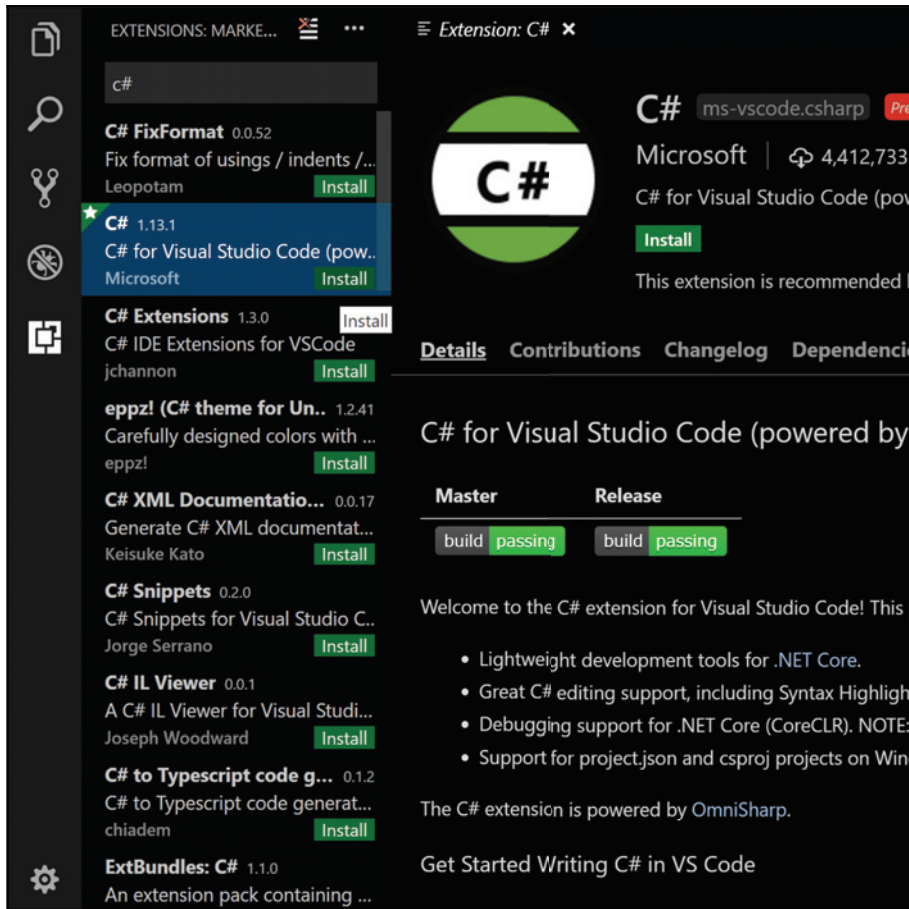 EXTENSIONS: MARKE...
c#
C# FixFormat 0.0.52
Fix format of usings / indents /...
Leopotam Install
C# 1.13.1
C# for Visual Studio Code (pow..
Microsoft Install
Install
C# Extensions 1.3.0
C# IDE Extensions for VSCode
jchannon Install
eppz! (C# theme for Un.. 1.2.41
Carefully designed colors with ...
eppz! Install
C# XML Documentatio... 0.0.17
Generate C# XML documentat...
Keisuke Kato Install
C# Snippets 0.2.0
C# Snippets for Visual Studio C..
Jorge Serrano Install
C# IL Viewer 0.0.1
A C# IL Viewer for Visual Studi...
Joseph Woodward Install
C# to Typescript code g... 0.1.2
C# to Typescript code generat...
chiadem Install
ExtBundles: C# 1.1.0
An extension pack containing ...
Extension: C#
C#
C# ms-vscode.csharp Pre
Microsoft 4,412,733
C# for Visual Studio Code (pow
Install
This extension is recommended
Details Contributions Changelog Dependenci
C# for Visual Studio Code (powered by
Master Release
build passing build passing
Welcome to the C# extension for Visual Studio Code! This
• Lightweight development tools for .NET Core.
• Great C# editing support, including Syntax Highligh
• Debugging support for .NET Core (CoreCLR). NOTE:
• Support for project.json and csproj projects on Win
The C# extension is powered by OmniSharp.
Get Started Writing C# in VS Code